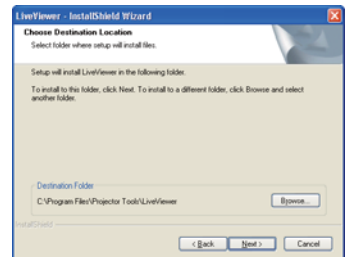 LiveViewer - InstallShield Wizard
Choose Destination Location
Select folder where setup will install files.
Setup will install LiveViewer in the following folder.
To install to this folder, click Next. To install to a different folder, click Browse and select
another folder.
Destination Folder
C:\Program Files\Projector Tools\LiveViewer
Browse...
InstallShield
< Back
Next >
Cancel